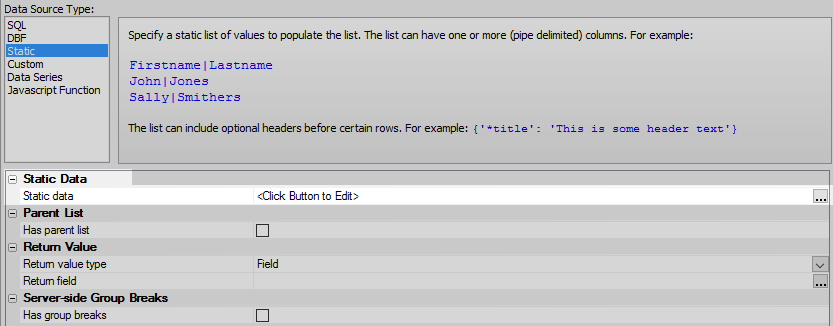 Data Source Type:
SQL
DBF
Static
Custom
Data Series
Javascript Function
Specify a static list of values to populate the list. The list can have one or more (pipe delimited) columns. For example:
Firstname|Lastname
John|Jones
Sally|Smithers
The list can include optional headers before certain rows. For example: {'*title': 'This is some header text'}
Static Data
Static data <Click Button to Edit> ...
Parent List
Has parent list
Return Value
Return value type Field
Return field ...
Server-side Group Breaks
Has group breaks